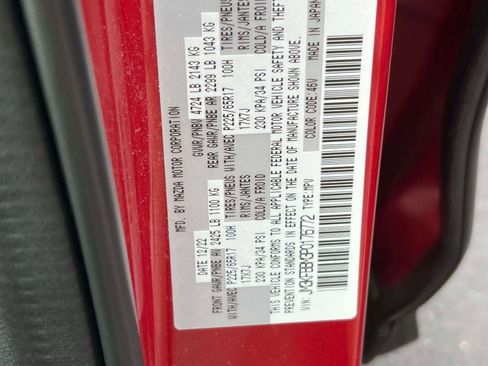 MFD. BY MAZDA MOTOR CORPORATION
DATE 12/22 GVWR/PNBV 4724 LB 2143 KG
FRONT GAWR/PNBE AV 2425 LB 1100 KG REAR GAWR/PNBE AR 2299 LB 1043 KG
WITH/AVEC P225/65R17 100H TIRES/PNEUS WITH/AVEC P225/65R17 100H TIRES/PNEUS
17X7J RIMS/JANTES 17X7J RIMS/JANTES
230 KPA/34 PSI COLD/A FROID 230 KPA/34 PSI COLD/A FROID
THIS VEHICLE CONFORMS TO ALL APPLICABLE FEDERAL MOTOR VEHICLE SAFETY AND THEFT
PREVENTION STANDARDS IN EFFECT ON THE DATE OF MANUFACTURE SHOWN ABOVE.
VIN: TYPE:MPV COLOR CODE:46V MADE IN JAPAN